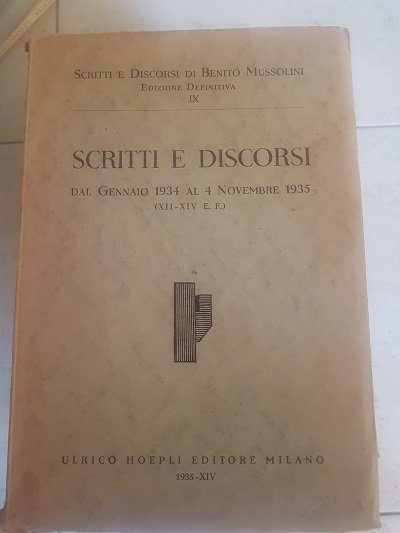 SCRITTI E DISCORSI DI BENITO MUSSOLINI
EDIZIONE DEFINITIVA
IX
SCRITTI E DISCORSI
DAL GENNAIO 1934 AL 4 NOVEMBRE 1935
(XII-XIV E. F.)
ULRICO HOEPLI EDITORE MILANO
1935-XIV